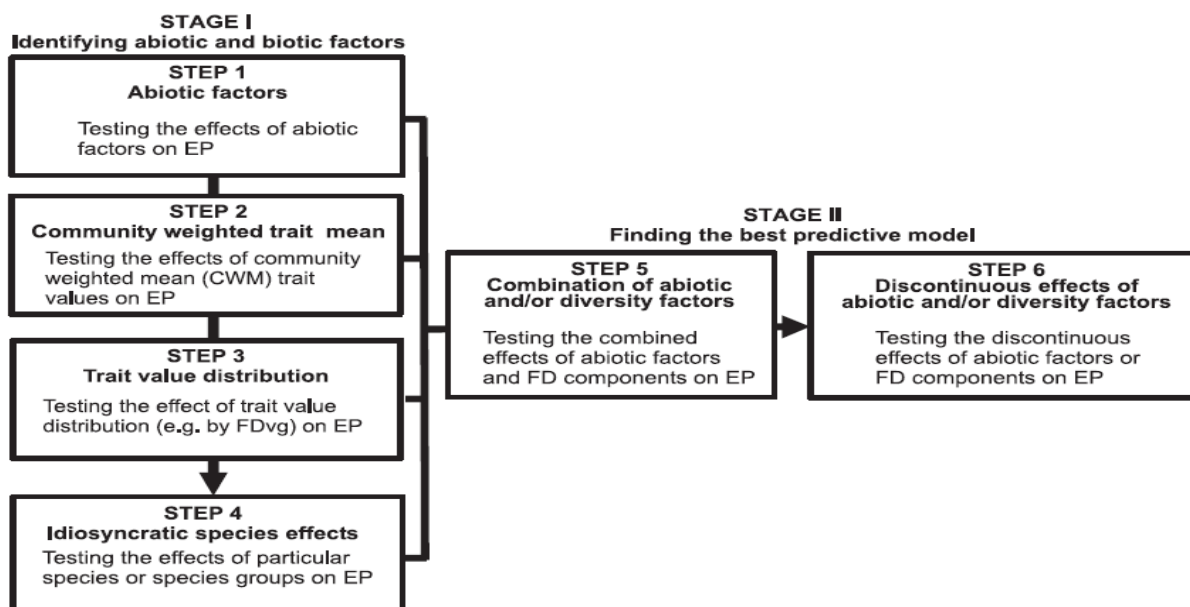 STAGE I
Identifying abiotic and biotic factors
STEP 1
Abiotic factors
Testing the effects of abiotic
factors on EP
STEP 2
Community weighted trait mean
Testing the effects of community
weighted mean (CWM) trait
values on EP
STEP 3
Trait value distribution
Testing the effect of trait value
distribution (e.g. by FDvg) on EP
STEP 4
Idiosyncratic species effects
Testing the effects of particular
species or species groups on EP
STAGE II
Finding the best predictive model
STEP 5
Combination of abiotic
and/or diversity factors
Testing the combined
effects of abiotic factors
and FD components on EP
STEP 6
Discontinuous effects of
abiotic and/or diversity factors
Testing the discontinuous
effects of abiotic factors or
FD components on EP